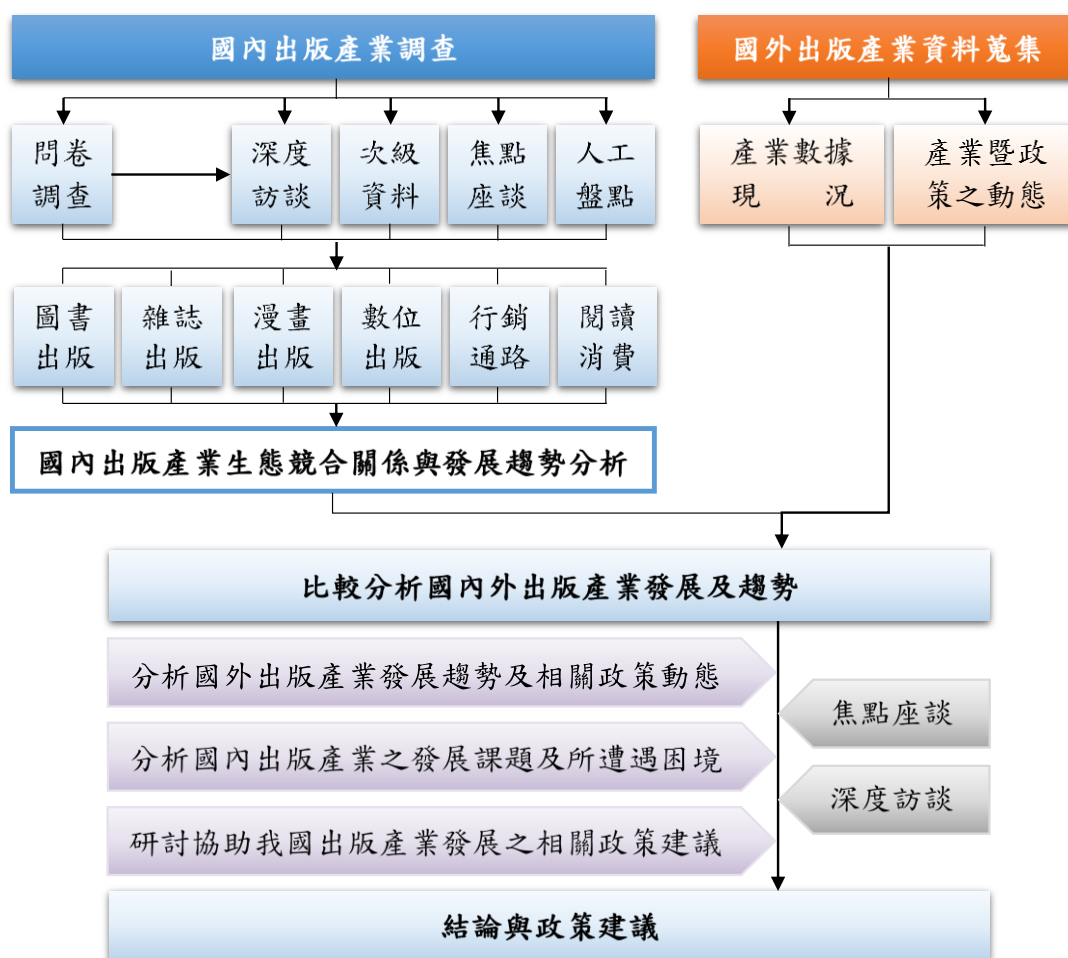 國內出版產業調查
國外出版產業資料蒐集
問卷
調查
深度
訪談
次級
資料
焦點
座談
人工
盤點
產業數據
現　　況
產業暨政
策之動態
圖書
出版
雜誌
出版
漫畫
出版
數位
出版
行銷
通路
閱讀
消費
國內出版產業生態競合關係與發展趨勢分析
比較分析國內外出版產業發展及趨勢
分析國外出版產業發展趨勢及相關政策動態
焦點座談
分析國內出版產業之發展課題及所遭遇困境
深度訪談
研討協助我國出版產業發展之相關政策建議
結論與政策建議